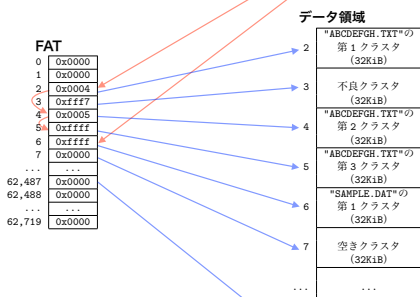 データ領域
FAT
0 0x0000
1 0x0000
2 0x0004
3 0xfff7
4 0x0005
5 0xffff
6 0xffff
7 0x0000
... ...
62,487 0x0000
62,488 0x0000
... ...
62,719 0x0000
2
"ABCDEFGH.TXT"の
第1クラスタ
(32KiB)
3
不良クラスタ
(32KiB)
4
"ABCDEFGH.TXT"の
第2クラスタ
(32KiB)
5
"ABCDEFGH.TXT"の
第3クラスタ
(32KiB)
6
"SAMPLE.DAT"の
第1クラスタ
(32KiB)
7
空きクラスタ
(32KiB)
... ...